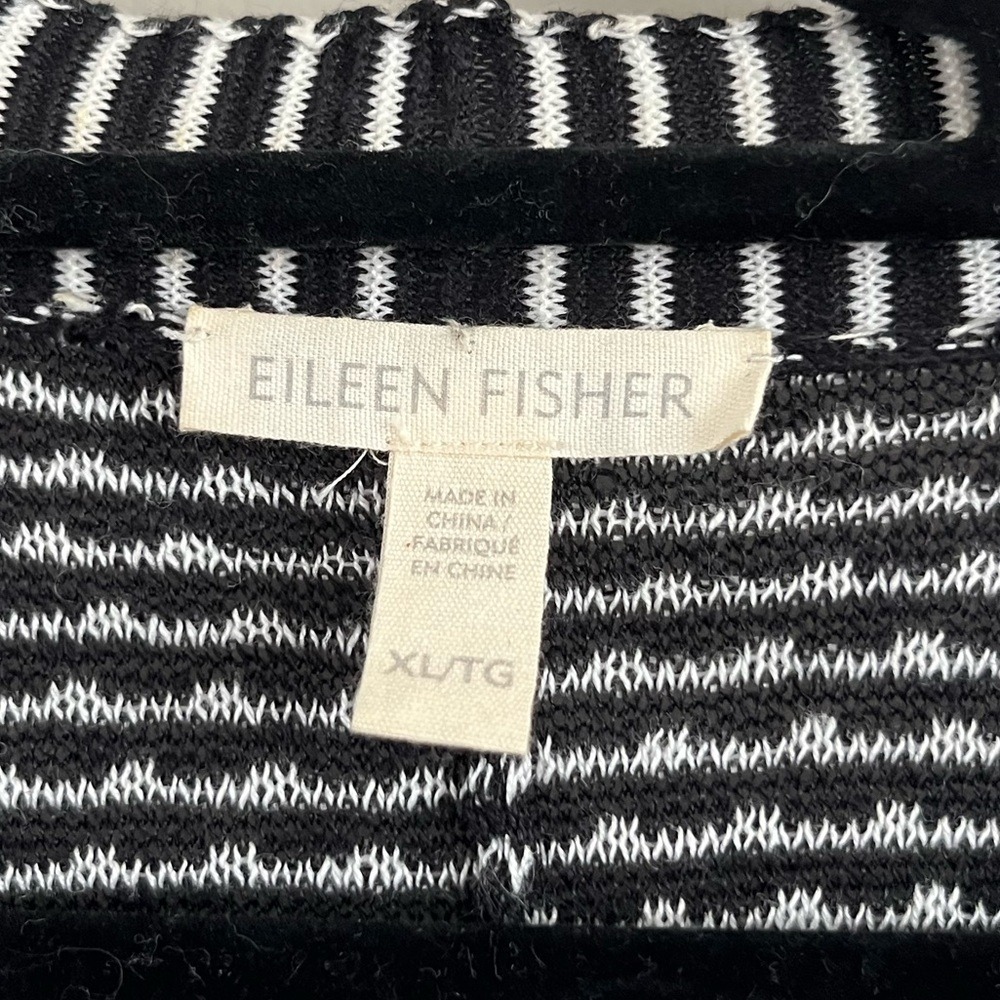 EILEEN FISHER
MADE IN
CHINA /
FABRIQUÉ
EN CHINE
XL/TG